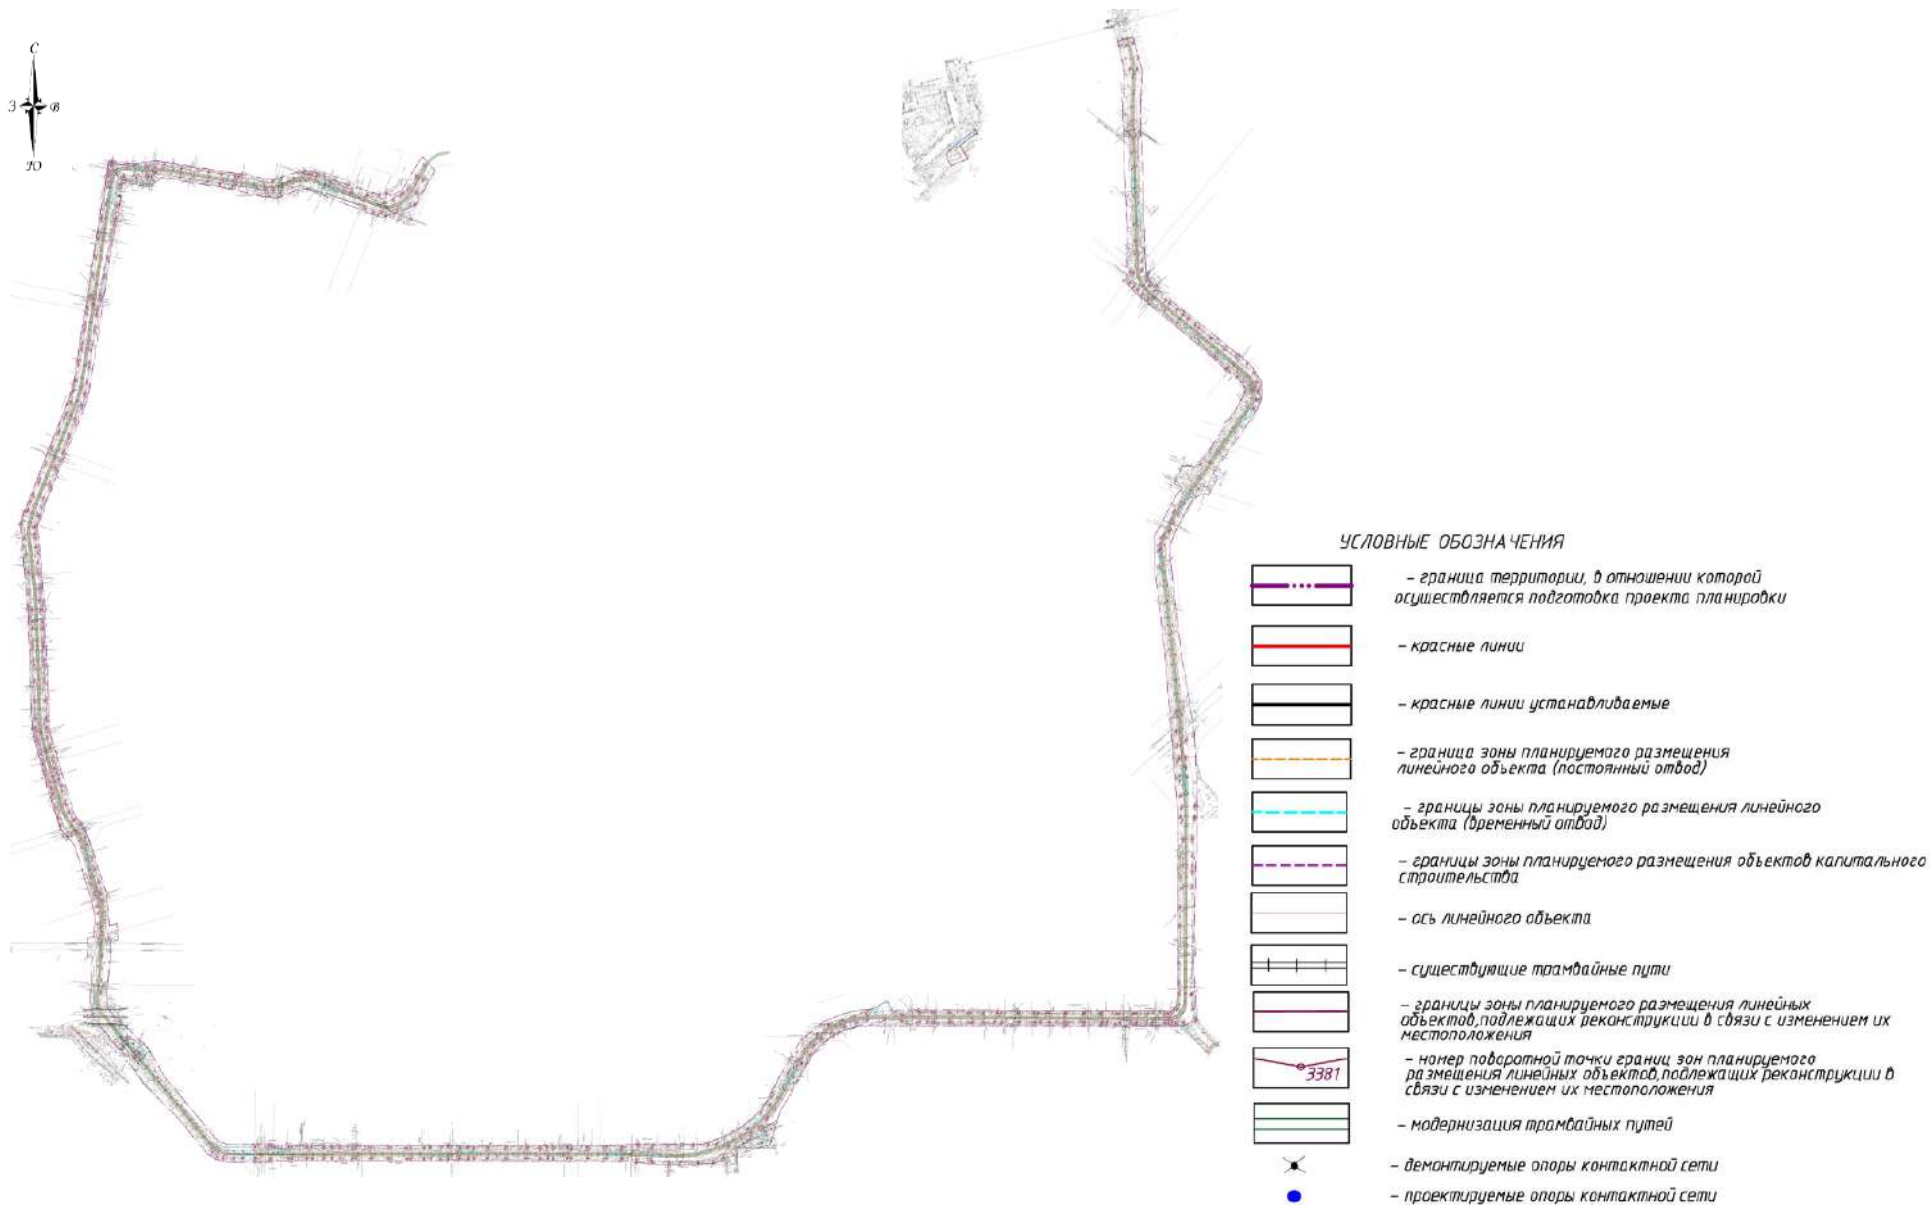 С
З
В
Ю
УСЛОВНЫЕ ОБОЗНАЧЕНИЯ
- граница территории, в отношении которой
осуществляется подготовка проекта планировки
- красные линии
- красные линии устанавливаемые
- граница зоны планируемого размещения
линейного объекта (постоянный отвод)
- границы зоны планируемого размещения линейного
объекта (временный отвод)
- границы зоны планируемого размещения объектов капитального
строительства
- ось линейного объекта
- существующие трамвайные пути
- границы зоны планируемого размещения линейных
объектов,подлежащих реконструкции в связи с изменением их
местоположения
3381
- номер поворотной точки границ зон планируемого
размещения линейных объектов,подлежащих реконструкции в
связи с изменением их местоположения
- модернизация трамвайных путей
- демонтируемые опоры контактной сети
- проектируемые опоры контактной сети